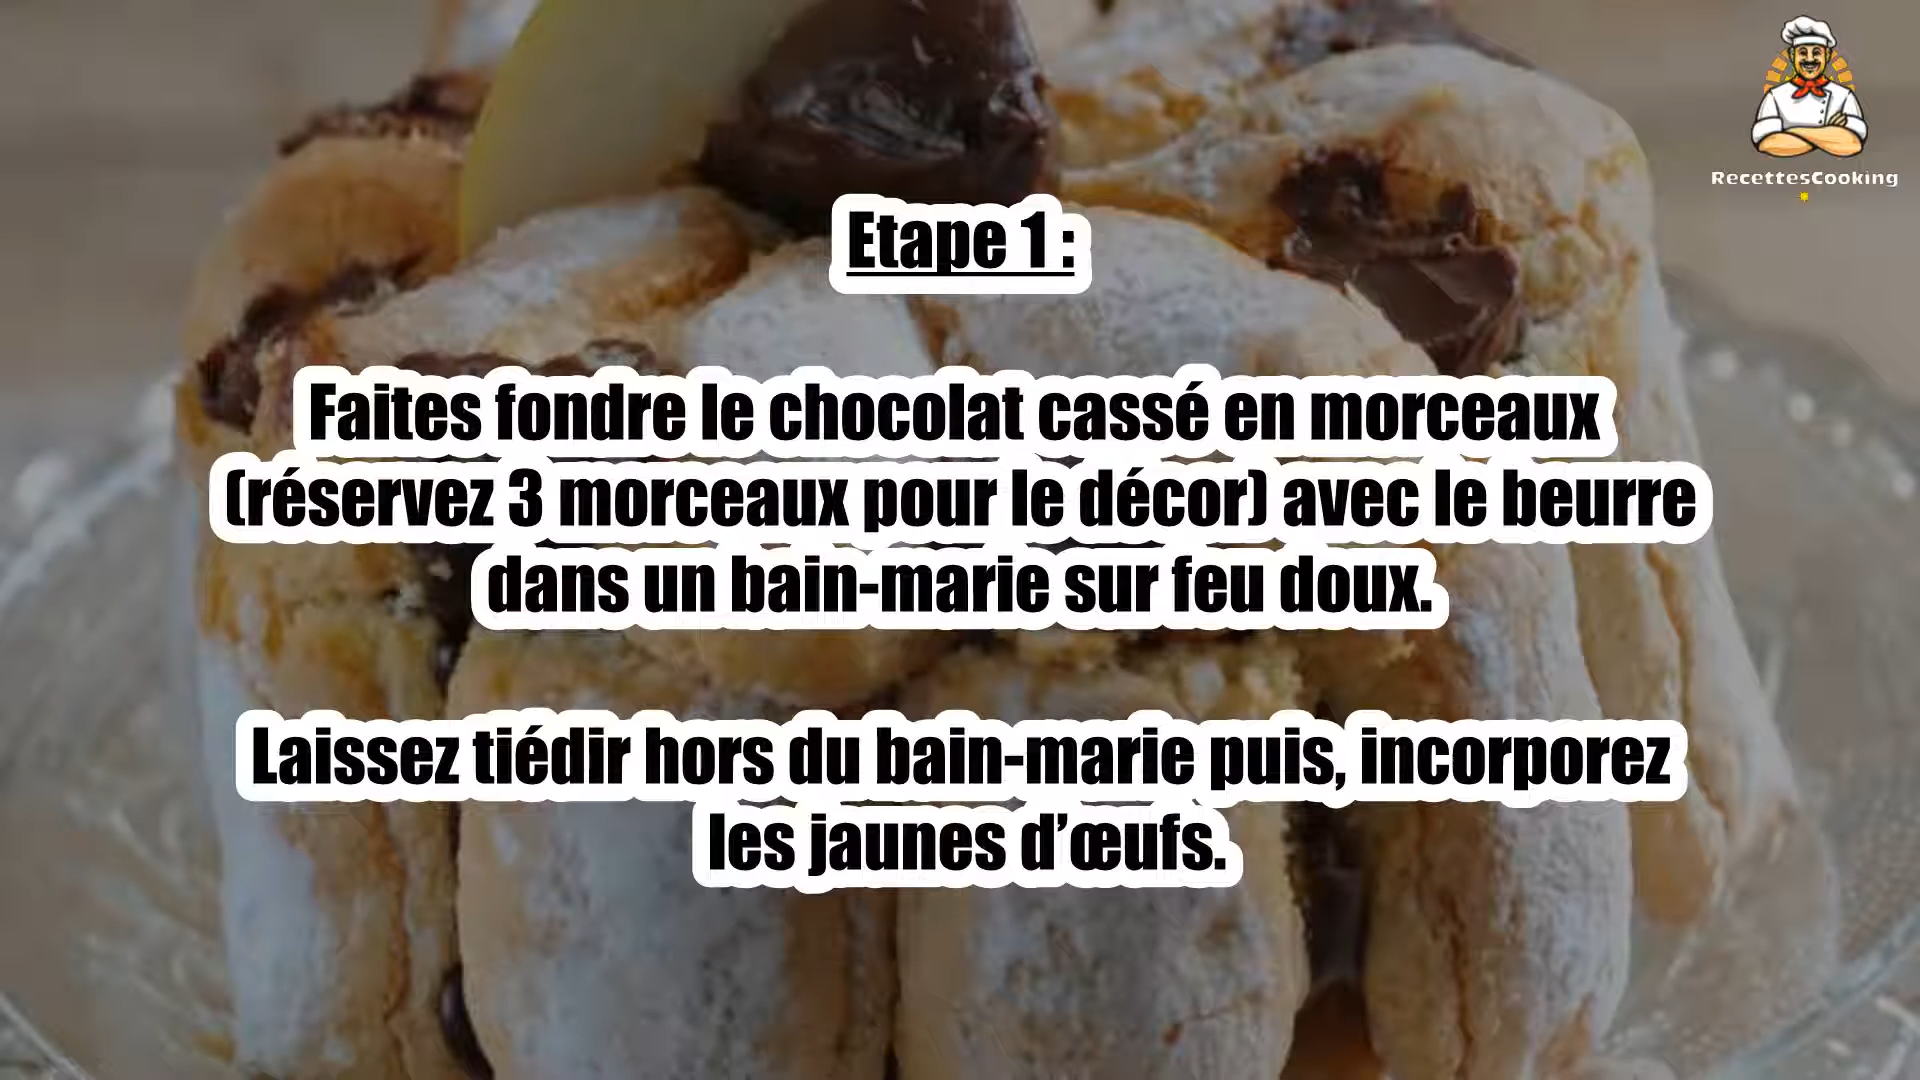 RecettesCooking
Etape 1 :
Faites fondre le chocolat cassé en morceaux
(réservez 3 morceaux pour le décor) avec le beurre
dans un bain-marie sur feu doux.
Laissez tiédir hors du bain-marie puis, incorporez
les jaunes d’œufs.